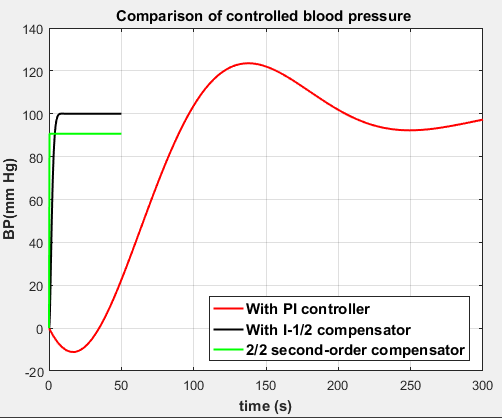 Comparison of controlled blood pressure
140
120
100
80
60
40
20
0
-20
BP(mm Hg)
With PI controller
With I-1/2 compensator
2/2 second-order compensator
0 50 100 150 200 250 300
time (s)